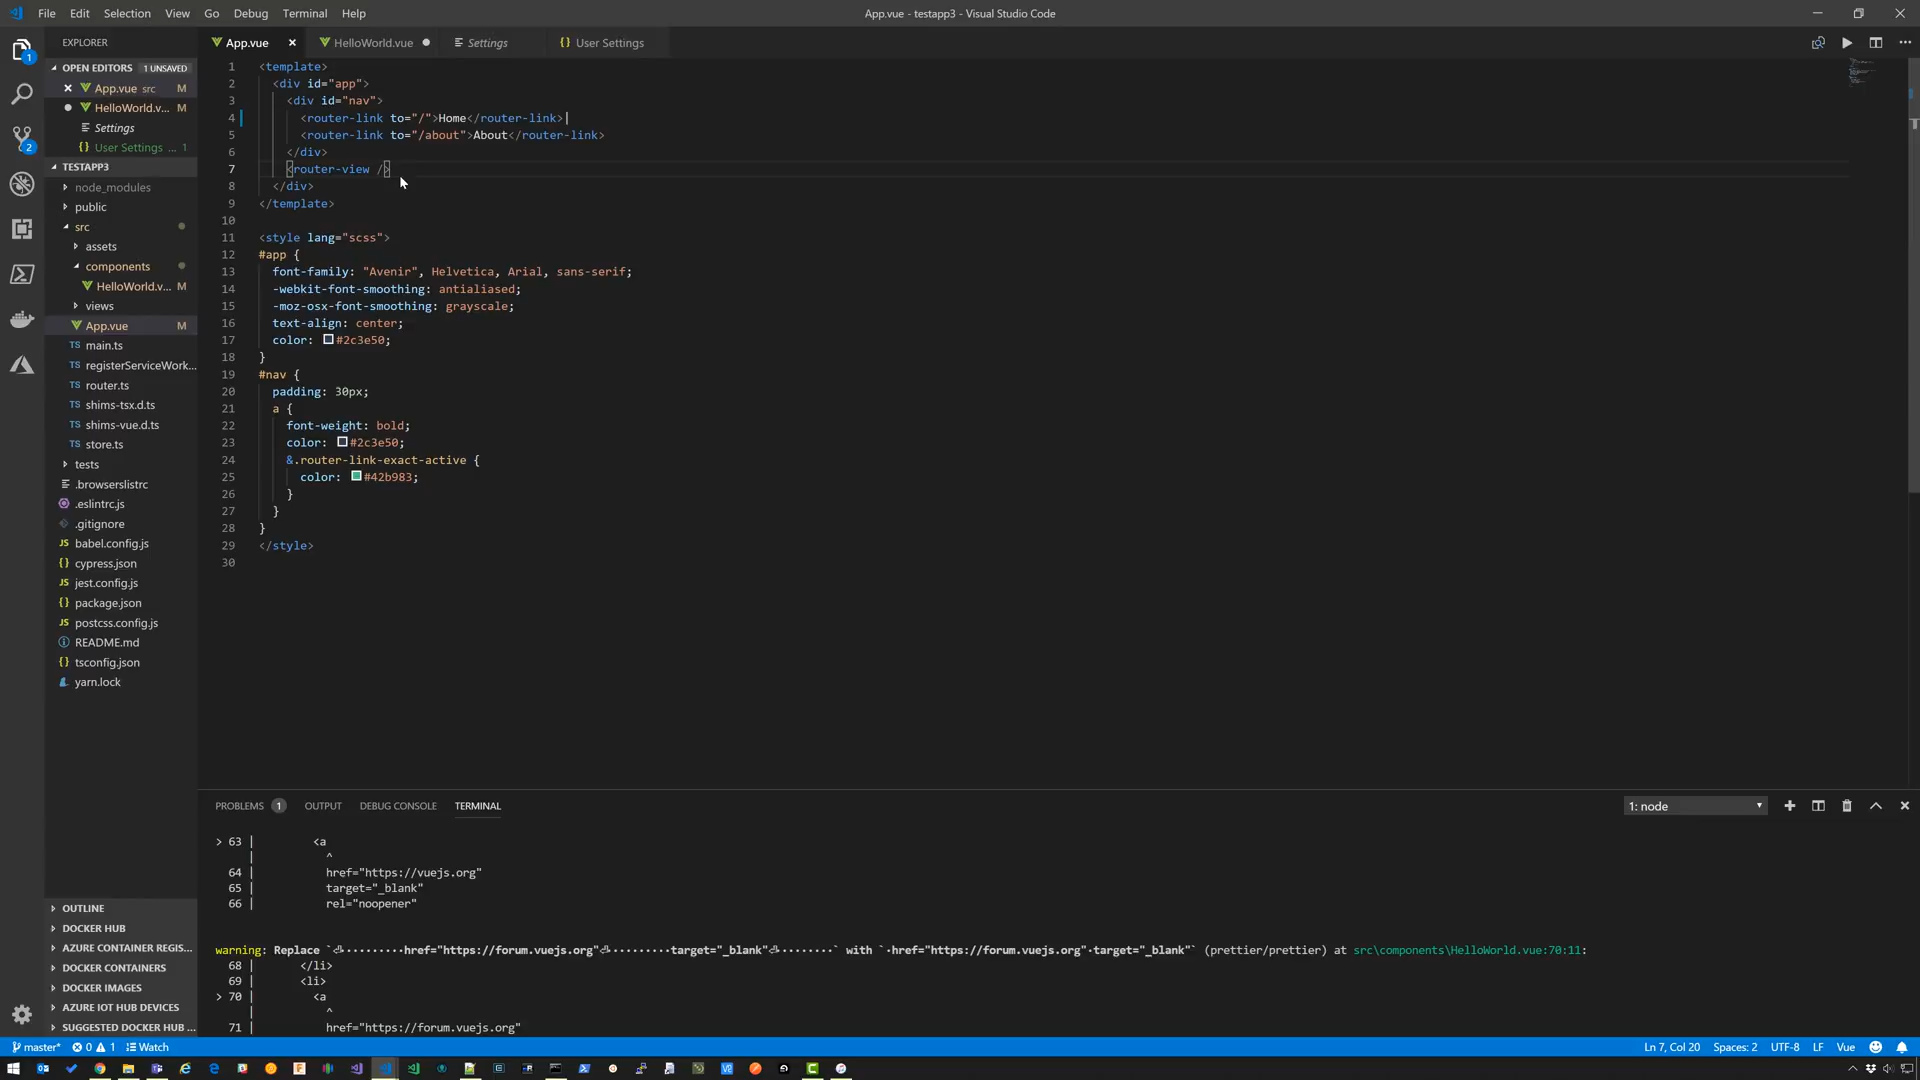 File Edit Selection View Go Debug Terminal Help
App.vue - testapp3 - Visual Studio Code
EXPLORER
OPEN EDITORS 1 UNSAVED
App.vue src M
HelloWorld.v... M
Settings
User Settings ... 1
TESTAPP3
node_modules
public
src
assets
components
HelloWorld.v... M
views
App.vue M
main.ts
registerServiceWork...
router.ts
shims-tsx.d.ts
shims-vue.d.ts
store.ts
tests
.browserslistrc
.eslintrc.js
.gitignore
babel.config.js
cypress.json
jest.config.js
package.json
postcss.config.js
README.md
tsconfig.json
yarn.lock
OUTLINE
DOCKER HUB
AZURE CONTAINER REGIS...
DOCKER CONTAINERS
DOCKER IMAGES
AZURE IOT HUB DEVICES
SUGGESTED DOCKER HUB ...
App.vue HelloWorld.vue Settings User Settings
1 <template>
2 <div id="app">
3 <div id="nav">
4 <router-link to="/">Home</router-link>|
5 <router-link to="/about">About</router-link>
6 </div>
7 <router-view />
8 </div>
9 </template>
10
11 <style lang="scss">
12 #app {
13 font-family: "Avenir", Helvetica, Arial, sans-serif;
14 -webkit-font-smoothing: antialiased;
15 -moz-osx-font-smoothing: grayscale;
16 text-align: center;
17 color: #2c3e50;
18 }
19 #nav {
20 padding: 30px;
21 a {
22 font-weight: bold;
23 color: #2c3e50;
24 &.router-link-exact-active {
25 color: #42b983;
26 }
27 }
28 }
29 </style>
30
PROBLEMS 1 OUTPUT DEBUG CONSOLE TERMINAL
1: node
> 63 | <a
| ^
64 | href="https://vuejs.org"
65 | target="_blank"
66 | rel="noopener"
warning: Replace `⏎·········href="https://forum.vuejs.org"⏎·········target="_blank"⏎········` with `·href="https://forum.vuejs.org"·target="_blank"` (prettier/prettier) at src\components\HelloWorld.vue:70:11:
68 | </li>
69 | <li>
> 70 | <a
| ^
71 | href="https://forum.vuejs.org"
master* 0 1 Watch
Ln 7, Col 20 Spaces: 2 UTF-8 LF Vue